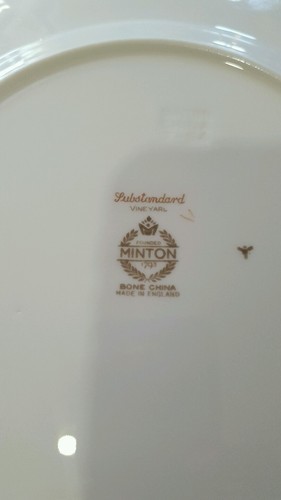 Substandard
VINEYARD
FOUNDED
MINTON
1793
BONE CHINA
MADE IN ENGLAND